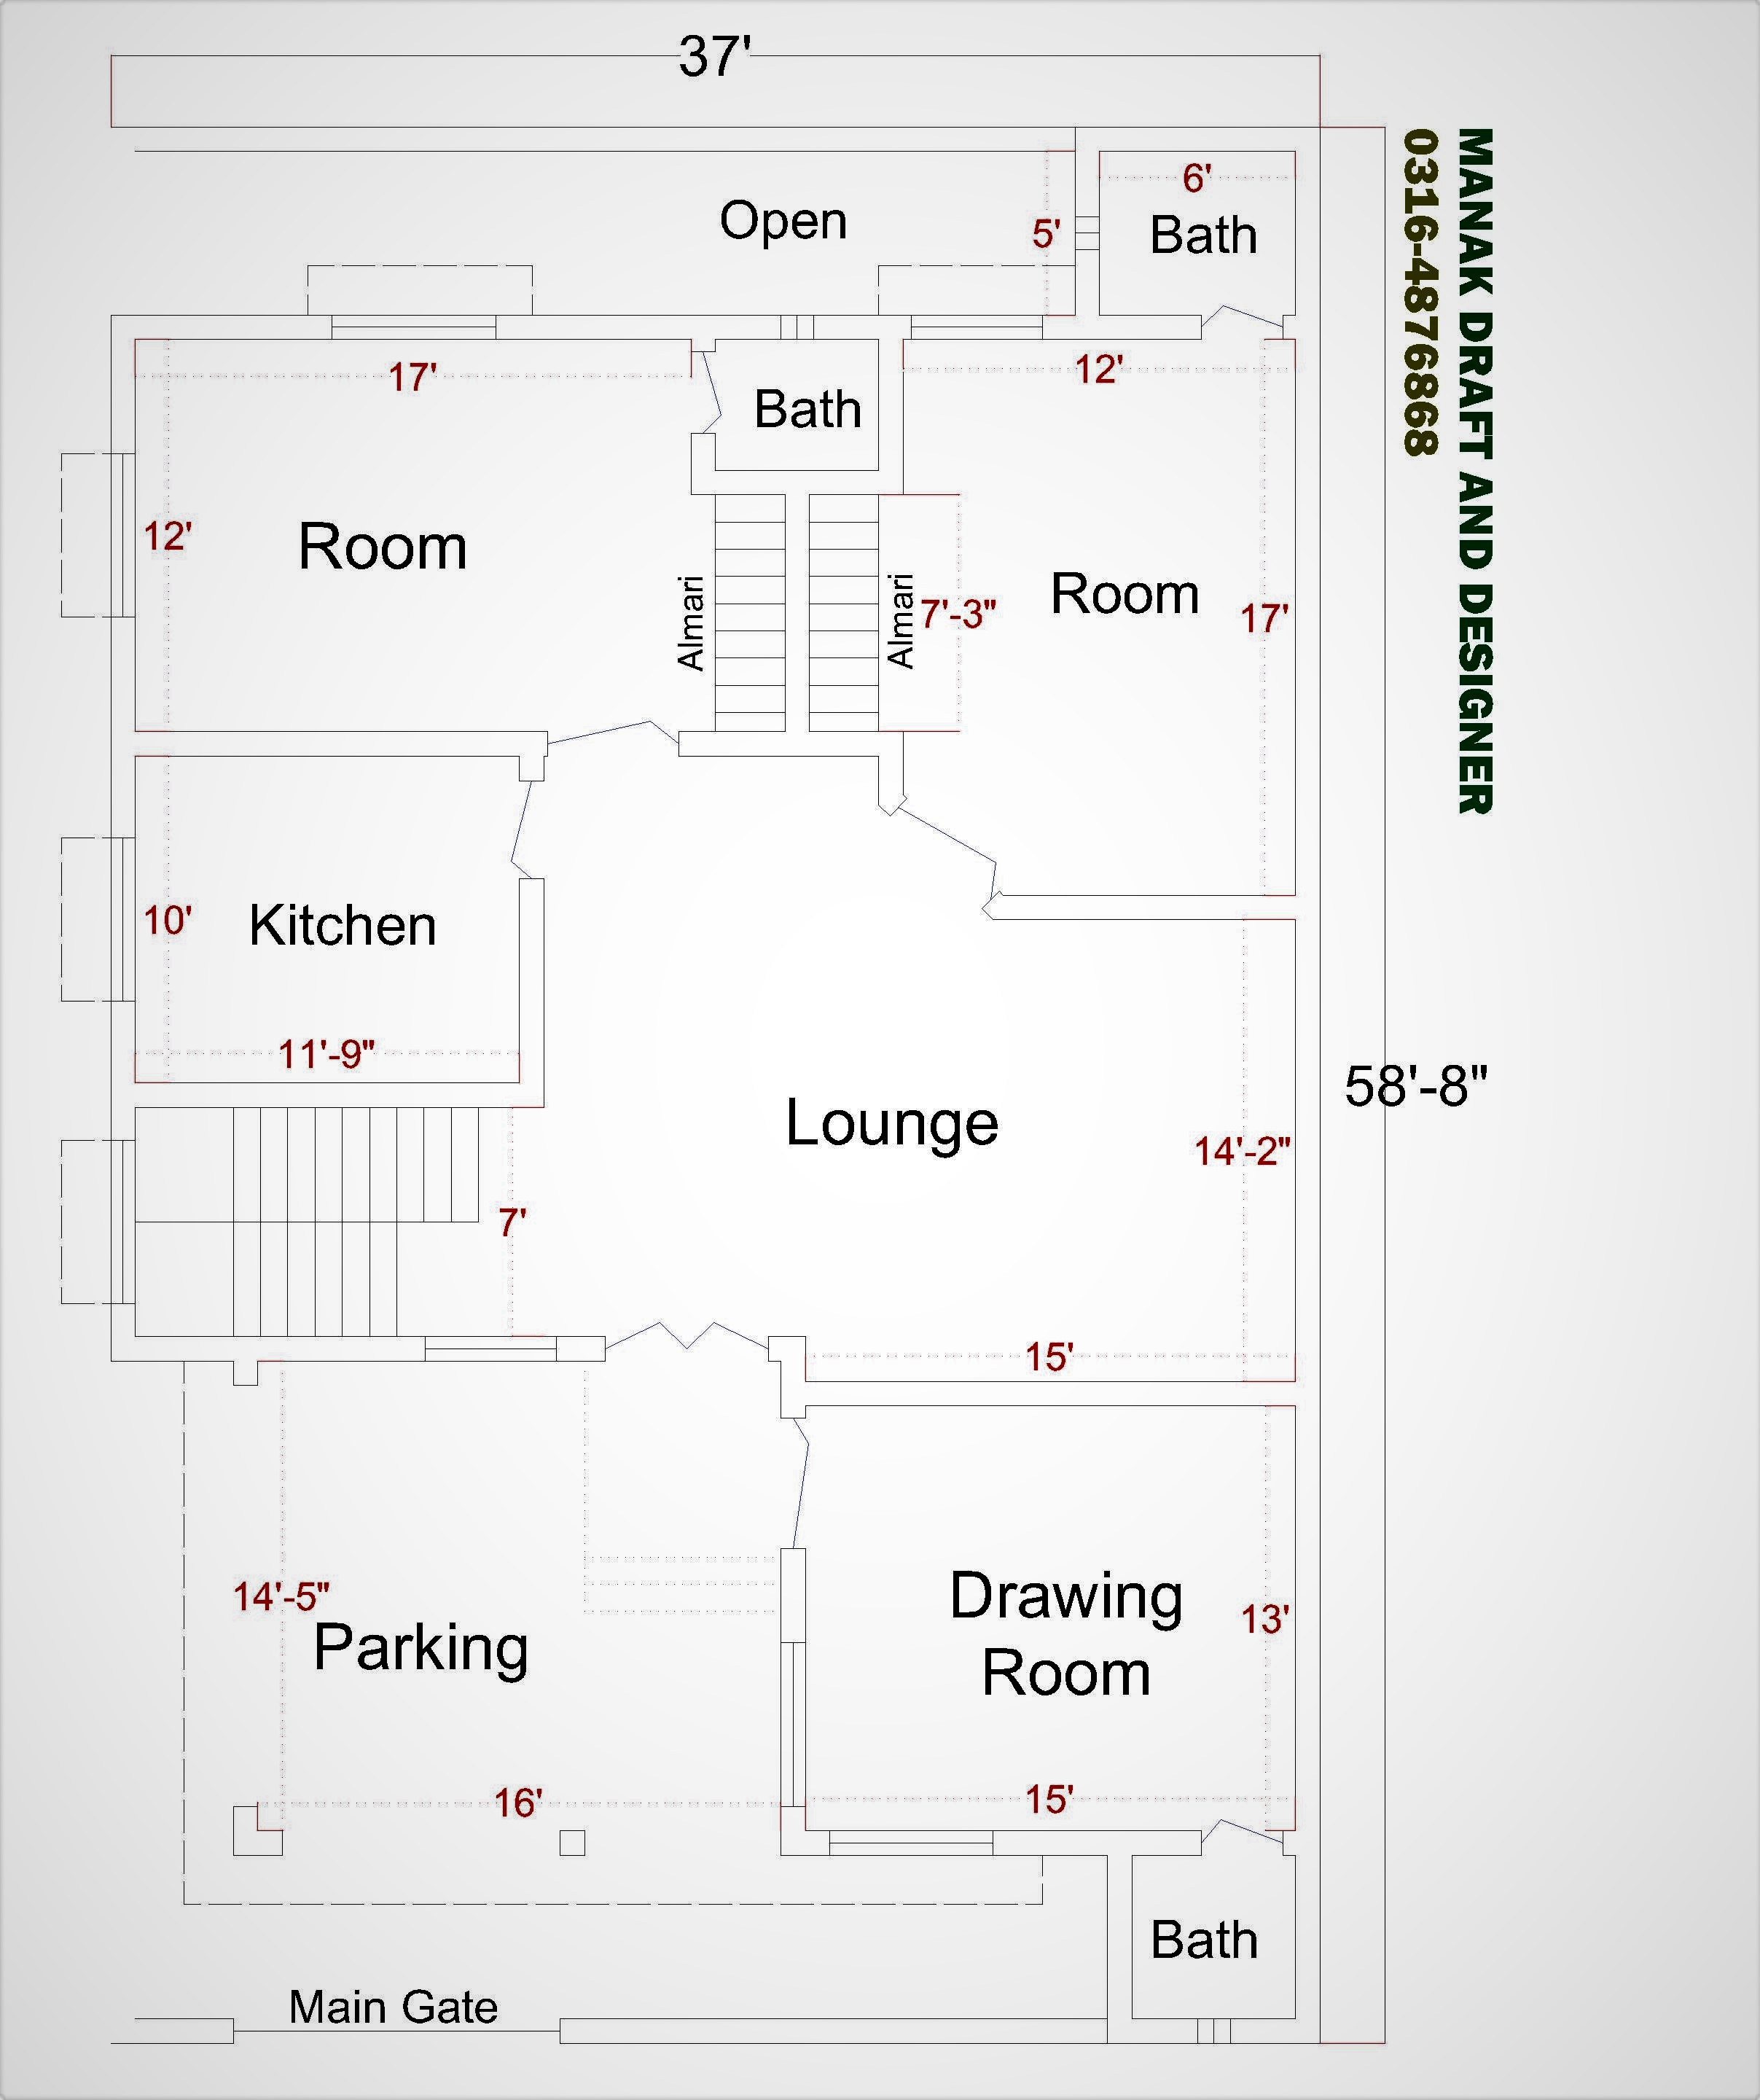 37'
MANAK DRAFT AND DESIGNER
0316-4876868
6'
Open
5'
Bath
17'
12'
Bath
12'
Room
Almari
Almari
7'-3"
Room
17'
10'
Kitchen
11'-9"
58'-8"
Lounge
14'-2"
7'
15'
14'-5"
Parking
Drawing
Room
13'
16'
15'
Bath
Main Gate